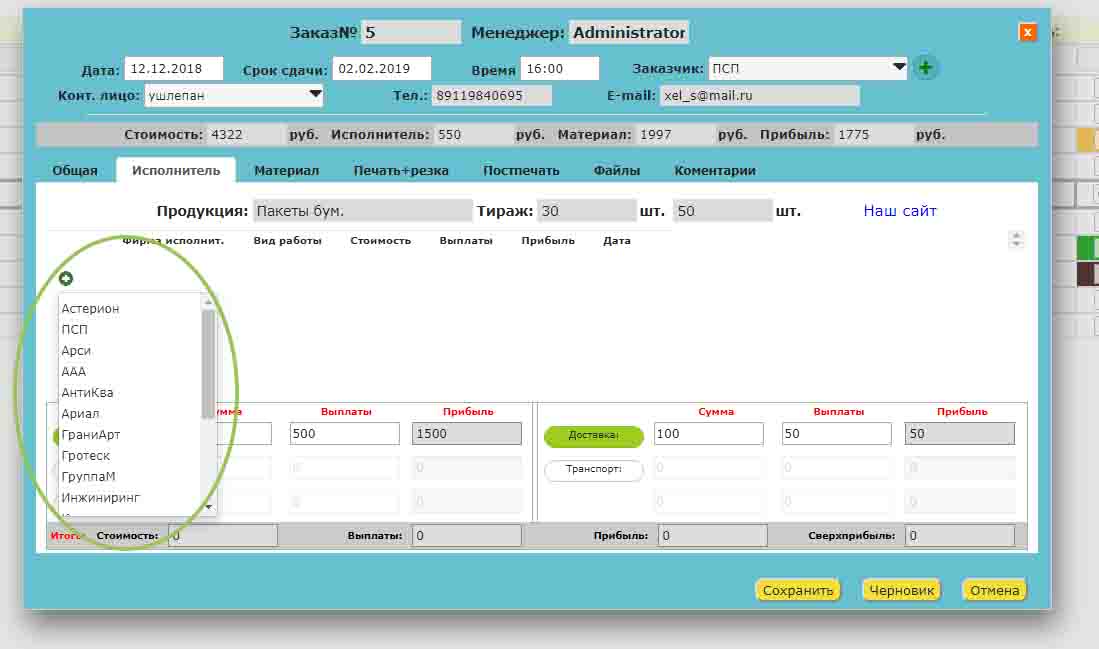 Заказ№ 5 Менеджер: Administrator x
Дата: 12.12.2018 Срок сдачи: 02.02.2019 Время 16:00 Заказчик: ПСП
Конт. лицо: ушлепан Тел.: 89119840695 E-mail: xel_s@mail.ru
Стоимость: 4322 руб. Исполнитель: 550 руб. Материал: 1997 руб. Прибыль: 1775 руб.
Общая Исполнитель Материал Печать+резка Постпечать Файлы Коментарии
Продукция: Пакеты бум. Тираж: 30 шт. 50 шт. Наш сайт
Фирма исполнит. Вид работы Стоимость Выплаты Прибыль Дата
Астерион
ПСП
Арси
ААА
АнтиКва
Ариал
ГраниАрт
Гротеск
ГруппаМ
Инжиниринг
умма Выплаты Прибыль Сумма Выплаты Прибыль
500 1500 Доставка: 100 50 50
0 0 Транспорт: 0 0 0
0 0 0 0 0
Итого: Стоимость: 0 Выплаты: 0 Прибыль: 0 Сверхприбыль: 0
Сохранить Черновик Отмена